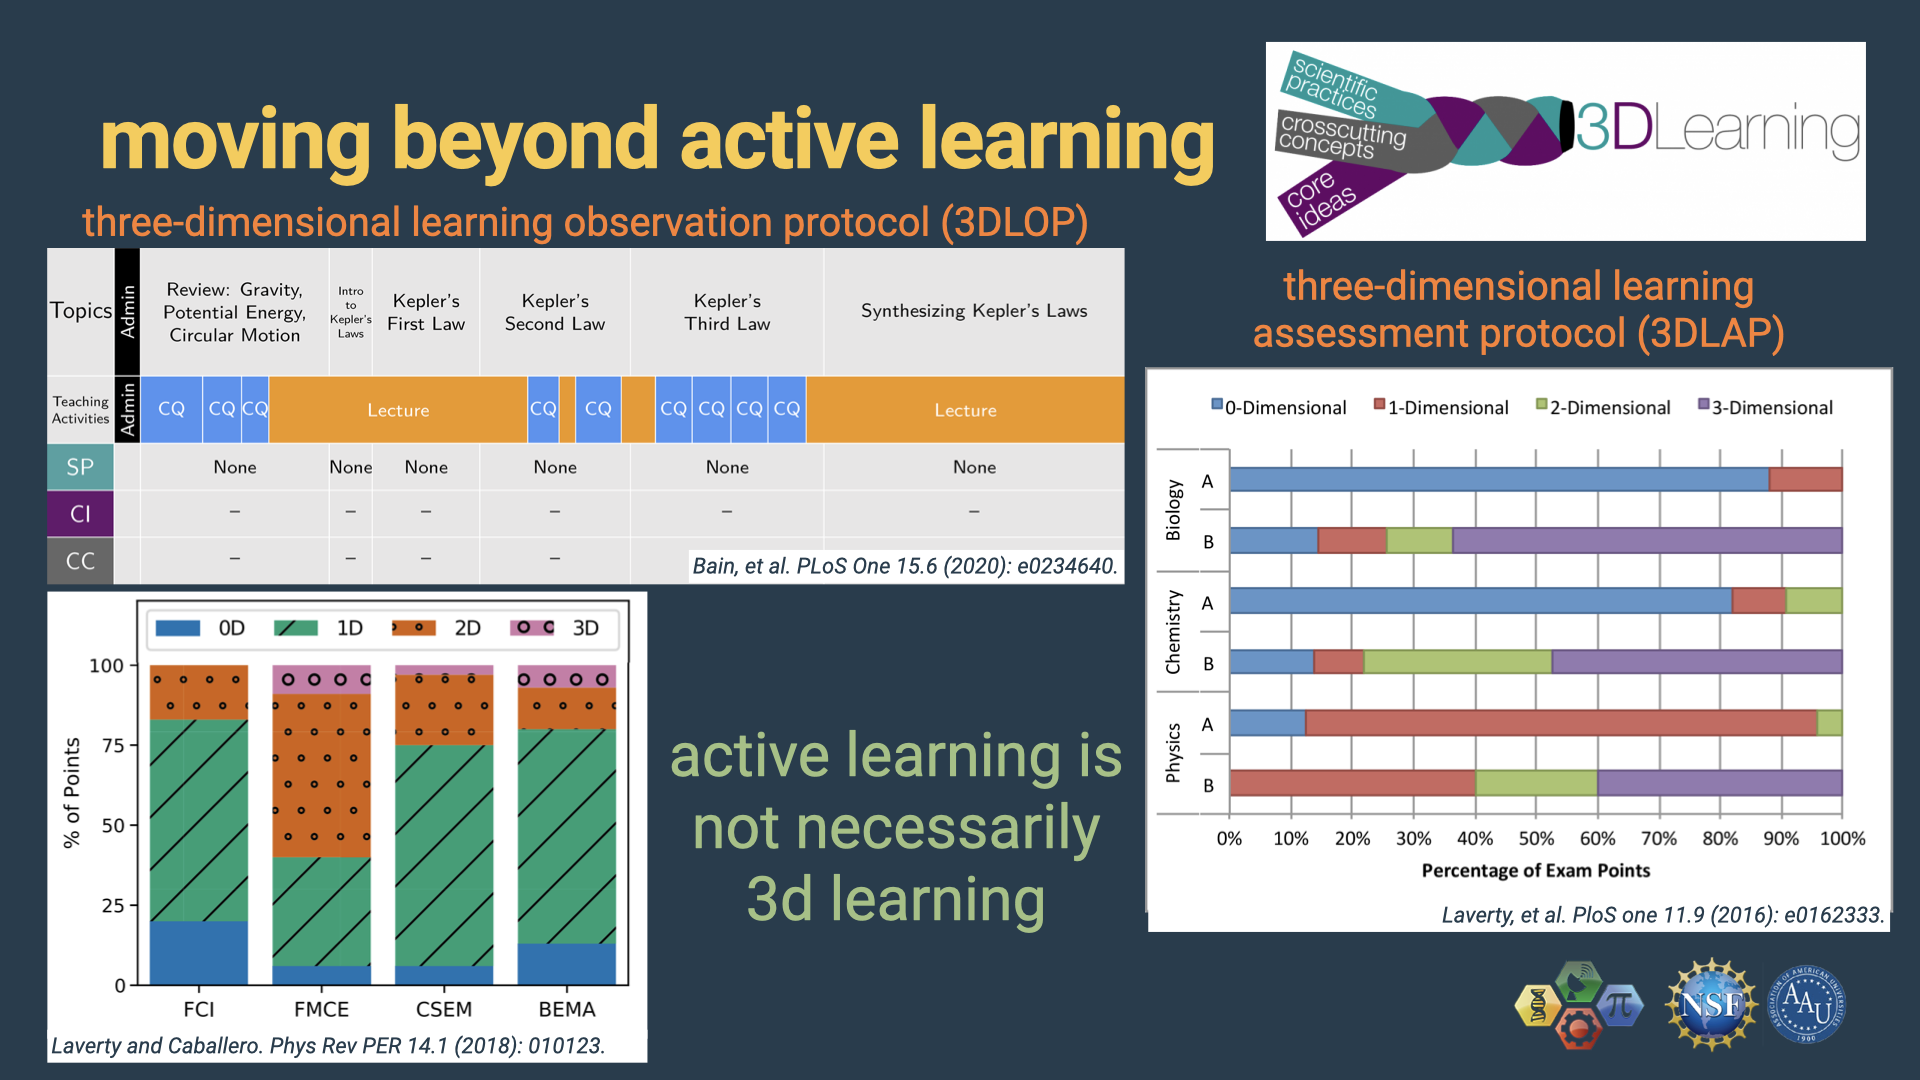 moving beyond active learning
three-dimensional learning observation protocol (3DLOP)
scientific
practices
crosscutting
concepts
core
ideas
3DLearning
Topics
Admin
Review: Gravity,
Potential Energy,
Circular Motion
Intro
to
Kepler's
Laws
Kepler's
First Law
Kepler's
Second Law
Kepler's
Third Law
Synthesizing Kepler's Laws
Teaching
Activities
Admin
CQ CQ CQ Lecture CQ CQ CQ CQ CQ CQ Lecture
SP None None None None None None
CI – – – – – –
CC – – – –
Bain, et al. PLoS One 15.6 (2020): e0234640.
0D 1D 2D 3D
% of Points
100
75
50
25
0
FCI FMCE CSEM BEMA
Laverty and Caballero. Phys Rev PER 14.1 (2018): 010123.
active learning is
not necessarily
3d learning
three-dimensional learning
assessment protocol (3DLAP)
0-Dimensional 1-Dimensional 2-Dimensional 3-Dimensional
Biology
A
B
Chemistry
A
B
Physics
A
B
0% 10% 20% 30% 40% 50% 60% 70% 80% 90% 100%
Percentage of Exam Points
Laverty, et al. PloS one 11.9 (2016): e0162333.
π
NSF
ASSOCIATION OF AMERICAN UNIVERSITIES
AAU
1900